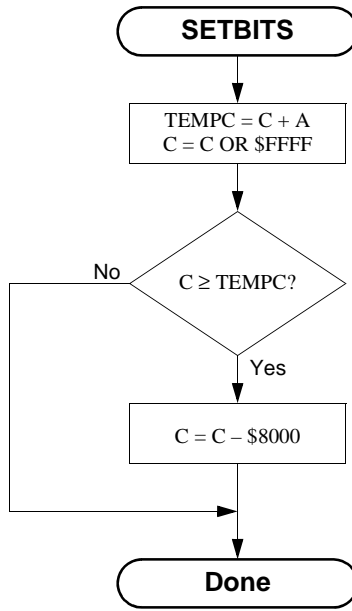 SETBITS
TEMPC = C + A
C = C OR $FFFF
C ≥ TEMPC?
No
Yes
C = C – $8000
Done